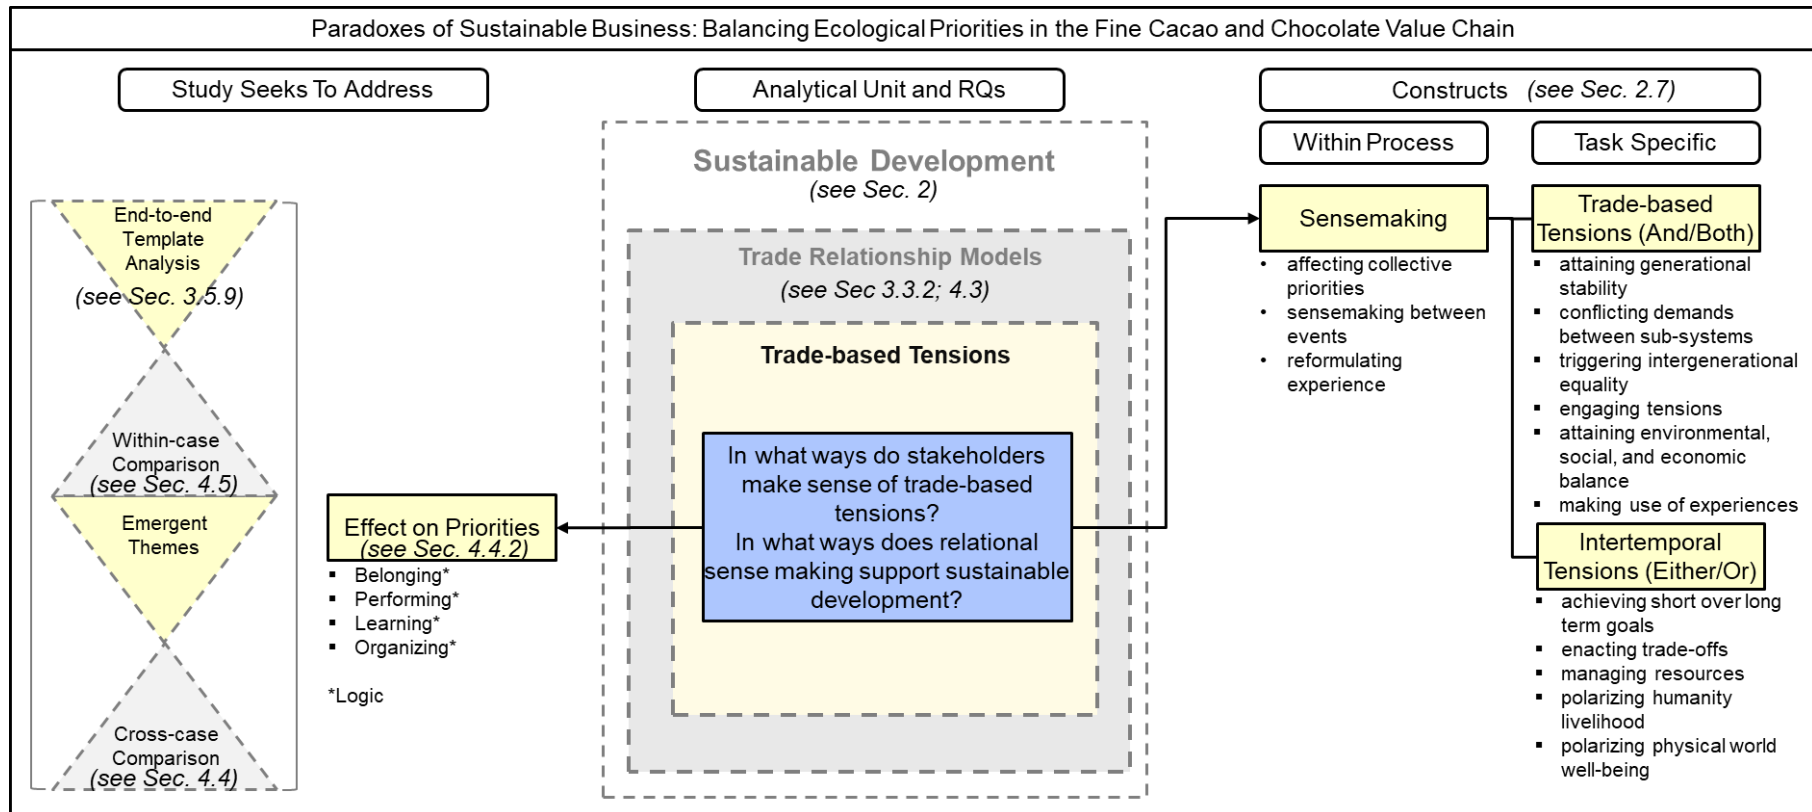 Paradoxes of Sustainable Business: Balancing Ecological Priorities in the Fine Cacao and Chocolate Value Chain
Study Seeks To Address
End-to-end
Template
Analysis
(see Sec. 3.5.9)
Within-case
Comparison
(see Sec. 4.5)
Emergent
Themes
Cross-case
Comparison
(see Sec. 4.4)
Effect on Priorities
(see Sec. 4.4.2)
▪ Belonging*
▪ Performing*
▪ Learning*
▪ Organizing*
*Logic
Analytical Unit and RQs
Sustainable Development
(see Sec. 2)
Trade Relationship Models
(see Sec 3.3.2; 4.3)
Trade-based Tensions
In what ways do stakeholders
make sense of trade-based
tensions?
In what ways does relational
sense making support sustainable
development?
Constructs (see Sec. 2.7)
Within Process
Sensemaking
• affecting collective
priorities
• sensemaking between
events
• reformulating
experience
Task Specific
Trade-based
Tensions (And/Both)
▪ attaining generational
stability
▪ conflicting demands
between sub-systems
▪ triggering intergenerational
equality
▪ engaging tensions
▪ attaining environmental,
social, and economic
balance
▪ making use of experiences
Intertemporal
Tensions (Either/Or)
▪ achieving short over long
term goals
▪ enacting trade-offs
▪ managing resources
▪ polarizing humanity
livelihood
▪ polarizing physical world
well-being